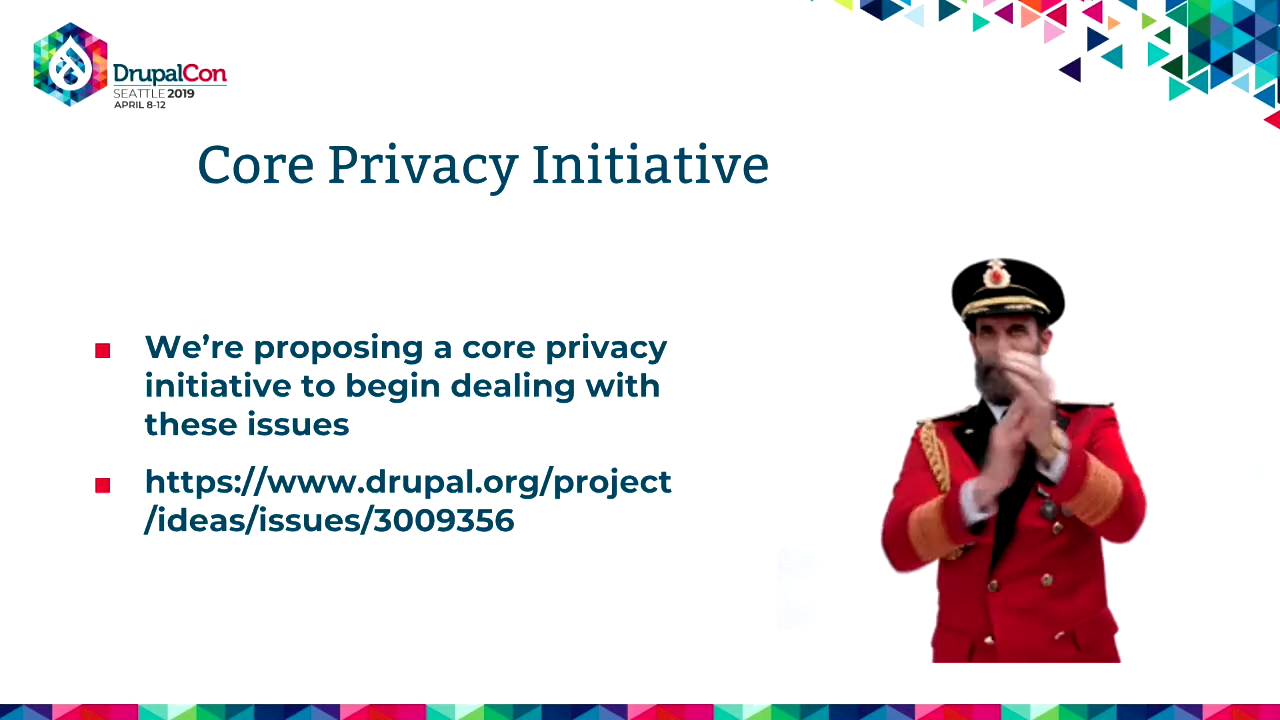 DrupalCon
SEATTLE 2019
APRIL 8-12
Core Privacy Initiative
We’re proposing a core privacy
initiative to begin dealing with
these issues
https://www.drupal.org/project
/ideas/issues/3009356